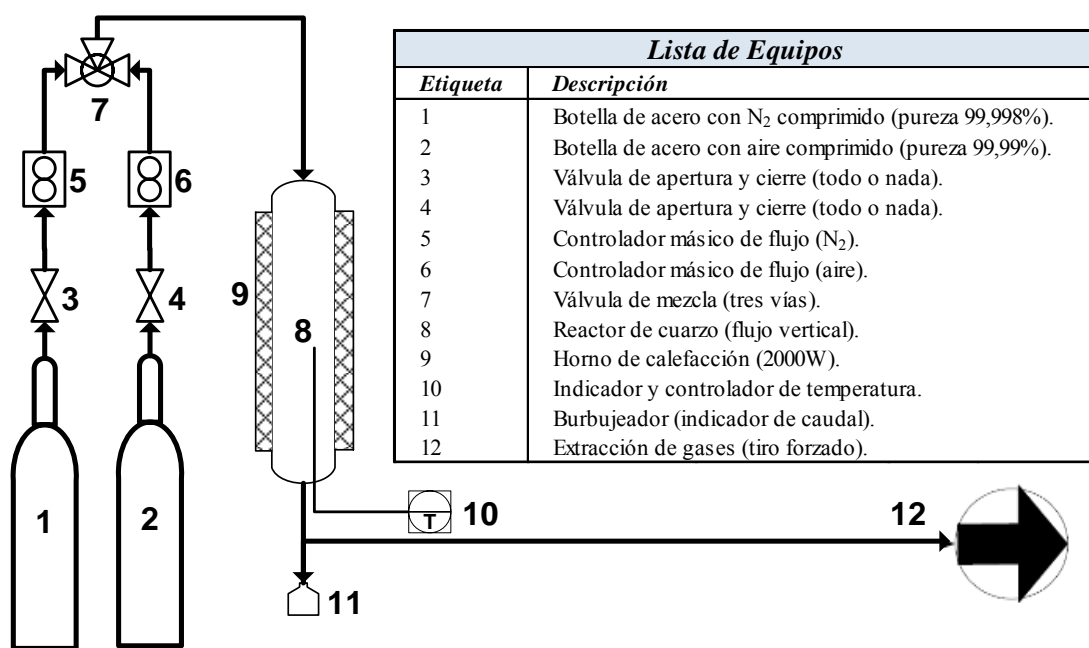 Lista de Equipos
Etiqueta Descripción
1 Botella de acero con N2 comprimido (pureza 99,998%).
2 Botella de acero con aire comprimido (pureza 99,99%).
3 Válvula de apertura y cierre (todo o nada).
4 Válvula de apertura y cierre (todo o nada).
5 Controlador másico de flujo (N2).
6 Controlador másico de flujo (aire).
7 Válvula de mezcla (tres vías).
8 Reactor de cuarzo (flujo vertical).
9 Horno de calefacción (2000W).
10 Indicador y controlador de temperatura.
11 Burbujeador (indicador de caudal).
12 Extracción de gases (tiro forzado).
7
5
6
3
4
9
8
1
2
T
10
12
11